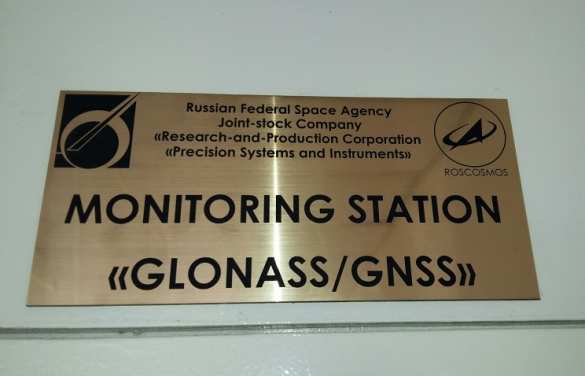 Russian Federal Space Agency
Joint-stock Company
«Research-and-Production Corporation
«Precision Systems and Instruments»
ROSCOSMOS
MONITORING STATION
«GLONASS/GNSS»